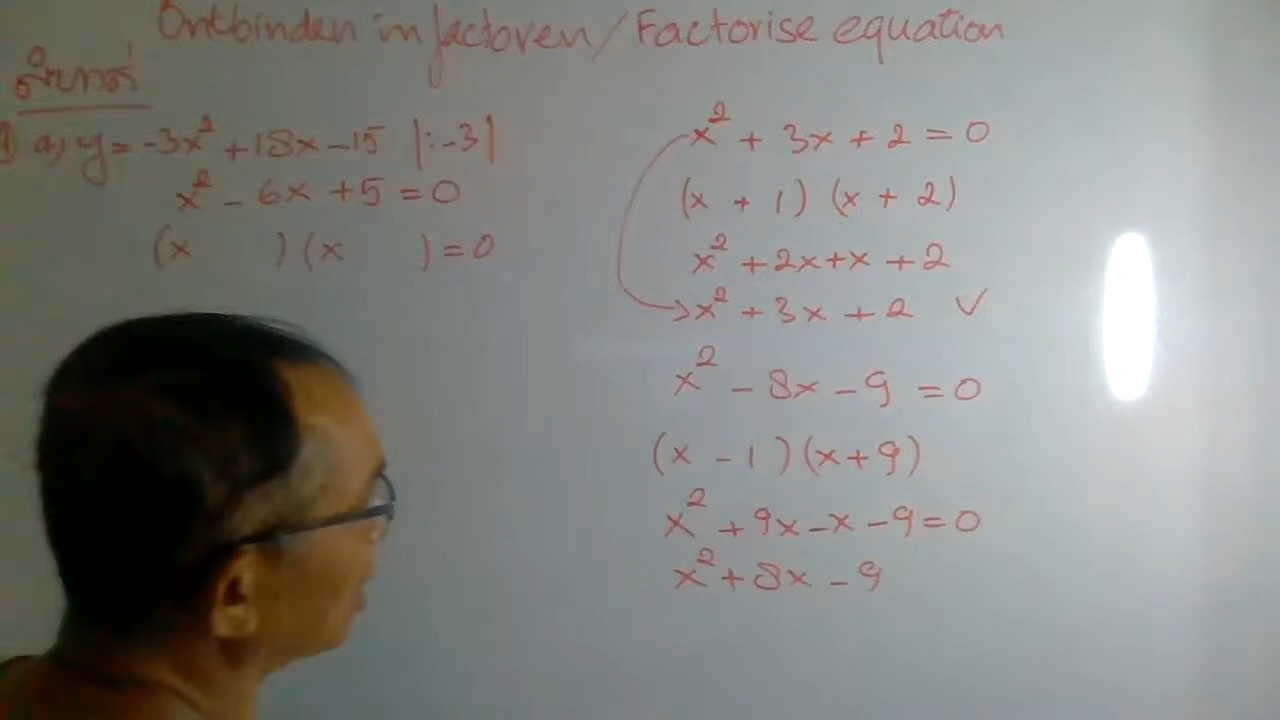 Ontbinden in factoren / Factorise equation
a, y = -3x² + 18x - 15 |:-3|
x² - 6x + 5 = 0
(x    ) (x    ) = 0
x² + 3x + 2 = 0
(x + 1) (x + 2)
x² + 2x + x + 2
x² + 3x + 2 ✓
x² - 8x - 9 = 0
(x - 1) (x + 9)
x² + 9x - x - 9 = 0
x² + 8x - 9